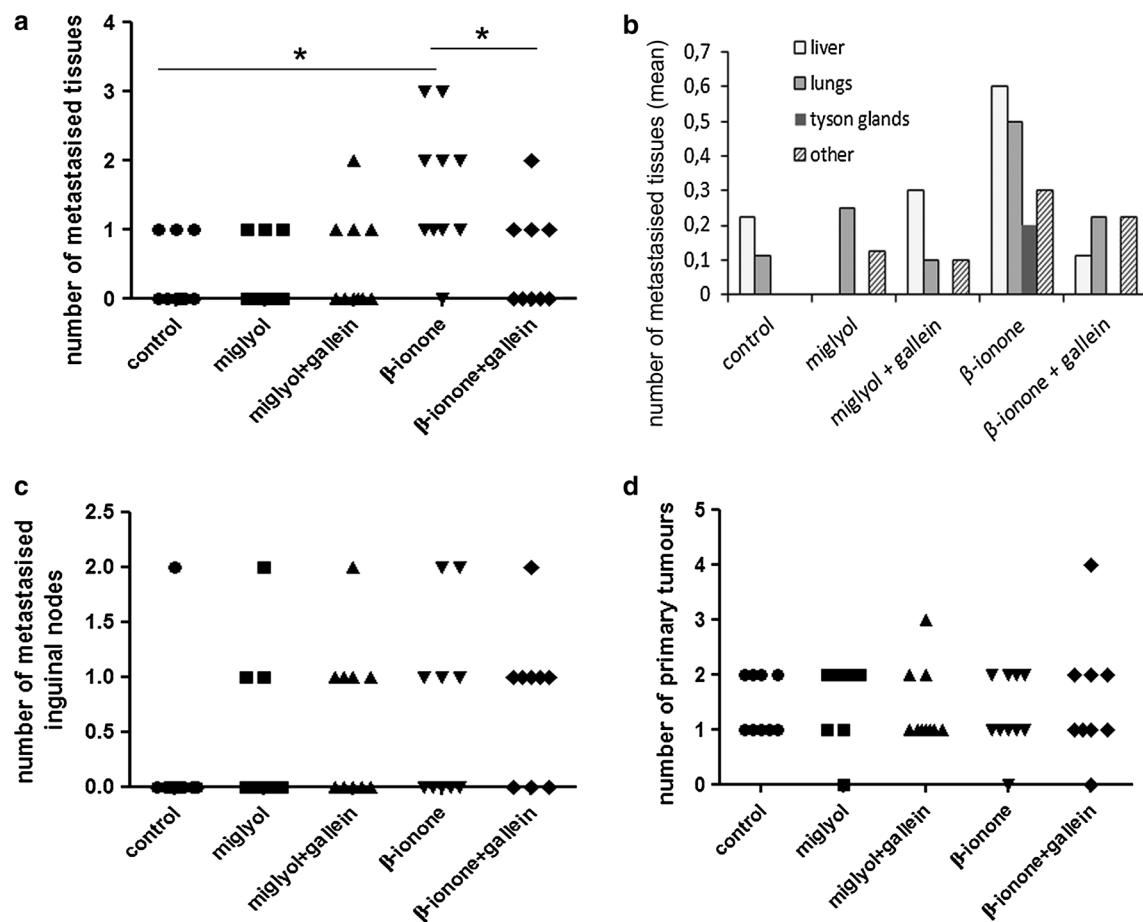 a
number of metastasised tissues
4
3
2
1
0
*
*
control
miglyol
miglyol+gallein
β-ionone
β-ionone+gallein
b
number of metastasised tissues (mean)
0,7
0,6
0,5
0,4
0,3
0,2
0,1
0
liver
lungs
tyson glands
other
control
miglyol
miglyol + gallein
β-ionone
β-ionone + gallein
c
number of metastasised
inguinal nodes
2.5
2.0
1.5
1.0
0.5
0.0
control
miglyol
miglyol+gallein
β-ionone
β-ionone+gallein
d
number of primary tumours
5
4
3
2
1
0
control
miglyol
miglyol+gallein
β-ionone
β-ionone+gallein